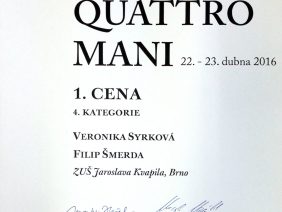 QUATTRO
MANI 22. - 23. dubna 2016
1. CENA
4. KATEGORIE
VERONIKA SYRKOVÁ
FILIP ŠMERDA
ZUŠ Jaroslava Kvapila, Brno